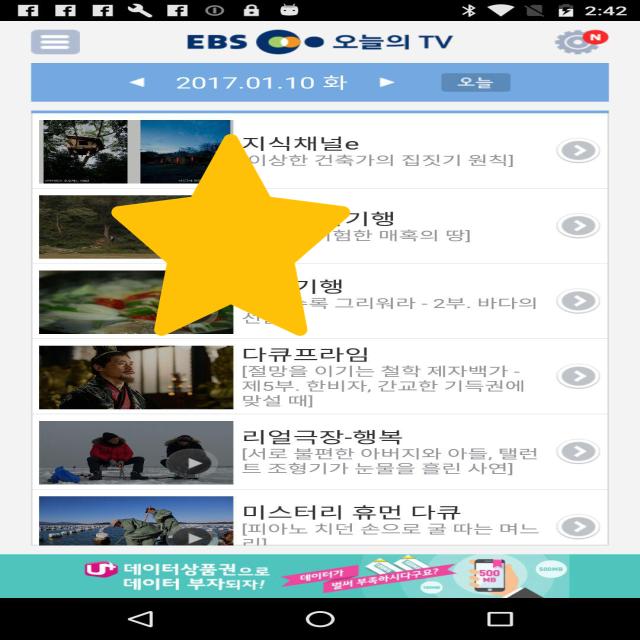 2:42
EBS 오늘의 TV
N
2017.01.10 화
오늘
지식채널e
이상한 건축가의 집짓기 원칙]
기행
험한 매혹의 땅]
기행
록 그리워라 - 2부. 바다의
다큐프라임
[절망을 이기는 철학 제자백가 -
제5부. 한비자, 간교한 기득권에
맞설 때]
리얼극장-행복
[서로 불편한 아버지와 아들, 탤런
트 조형기가 눈물을 흘린 사연]
미스터리 휴먼 다큐
[피아노 치던 손으로 굴 따는 며느
리]
U+ 데이터상품권으로
데이터 부자되자!
데이터가
벌써 부족하시다구요?
500
MB
500MB